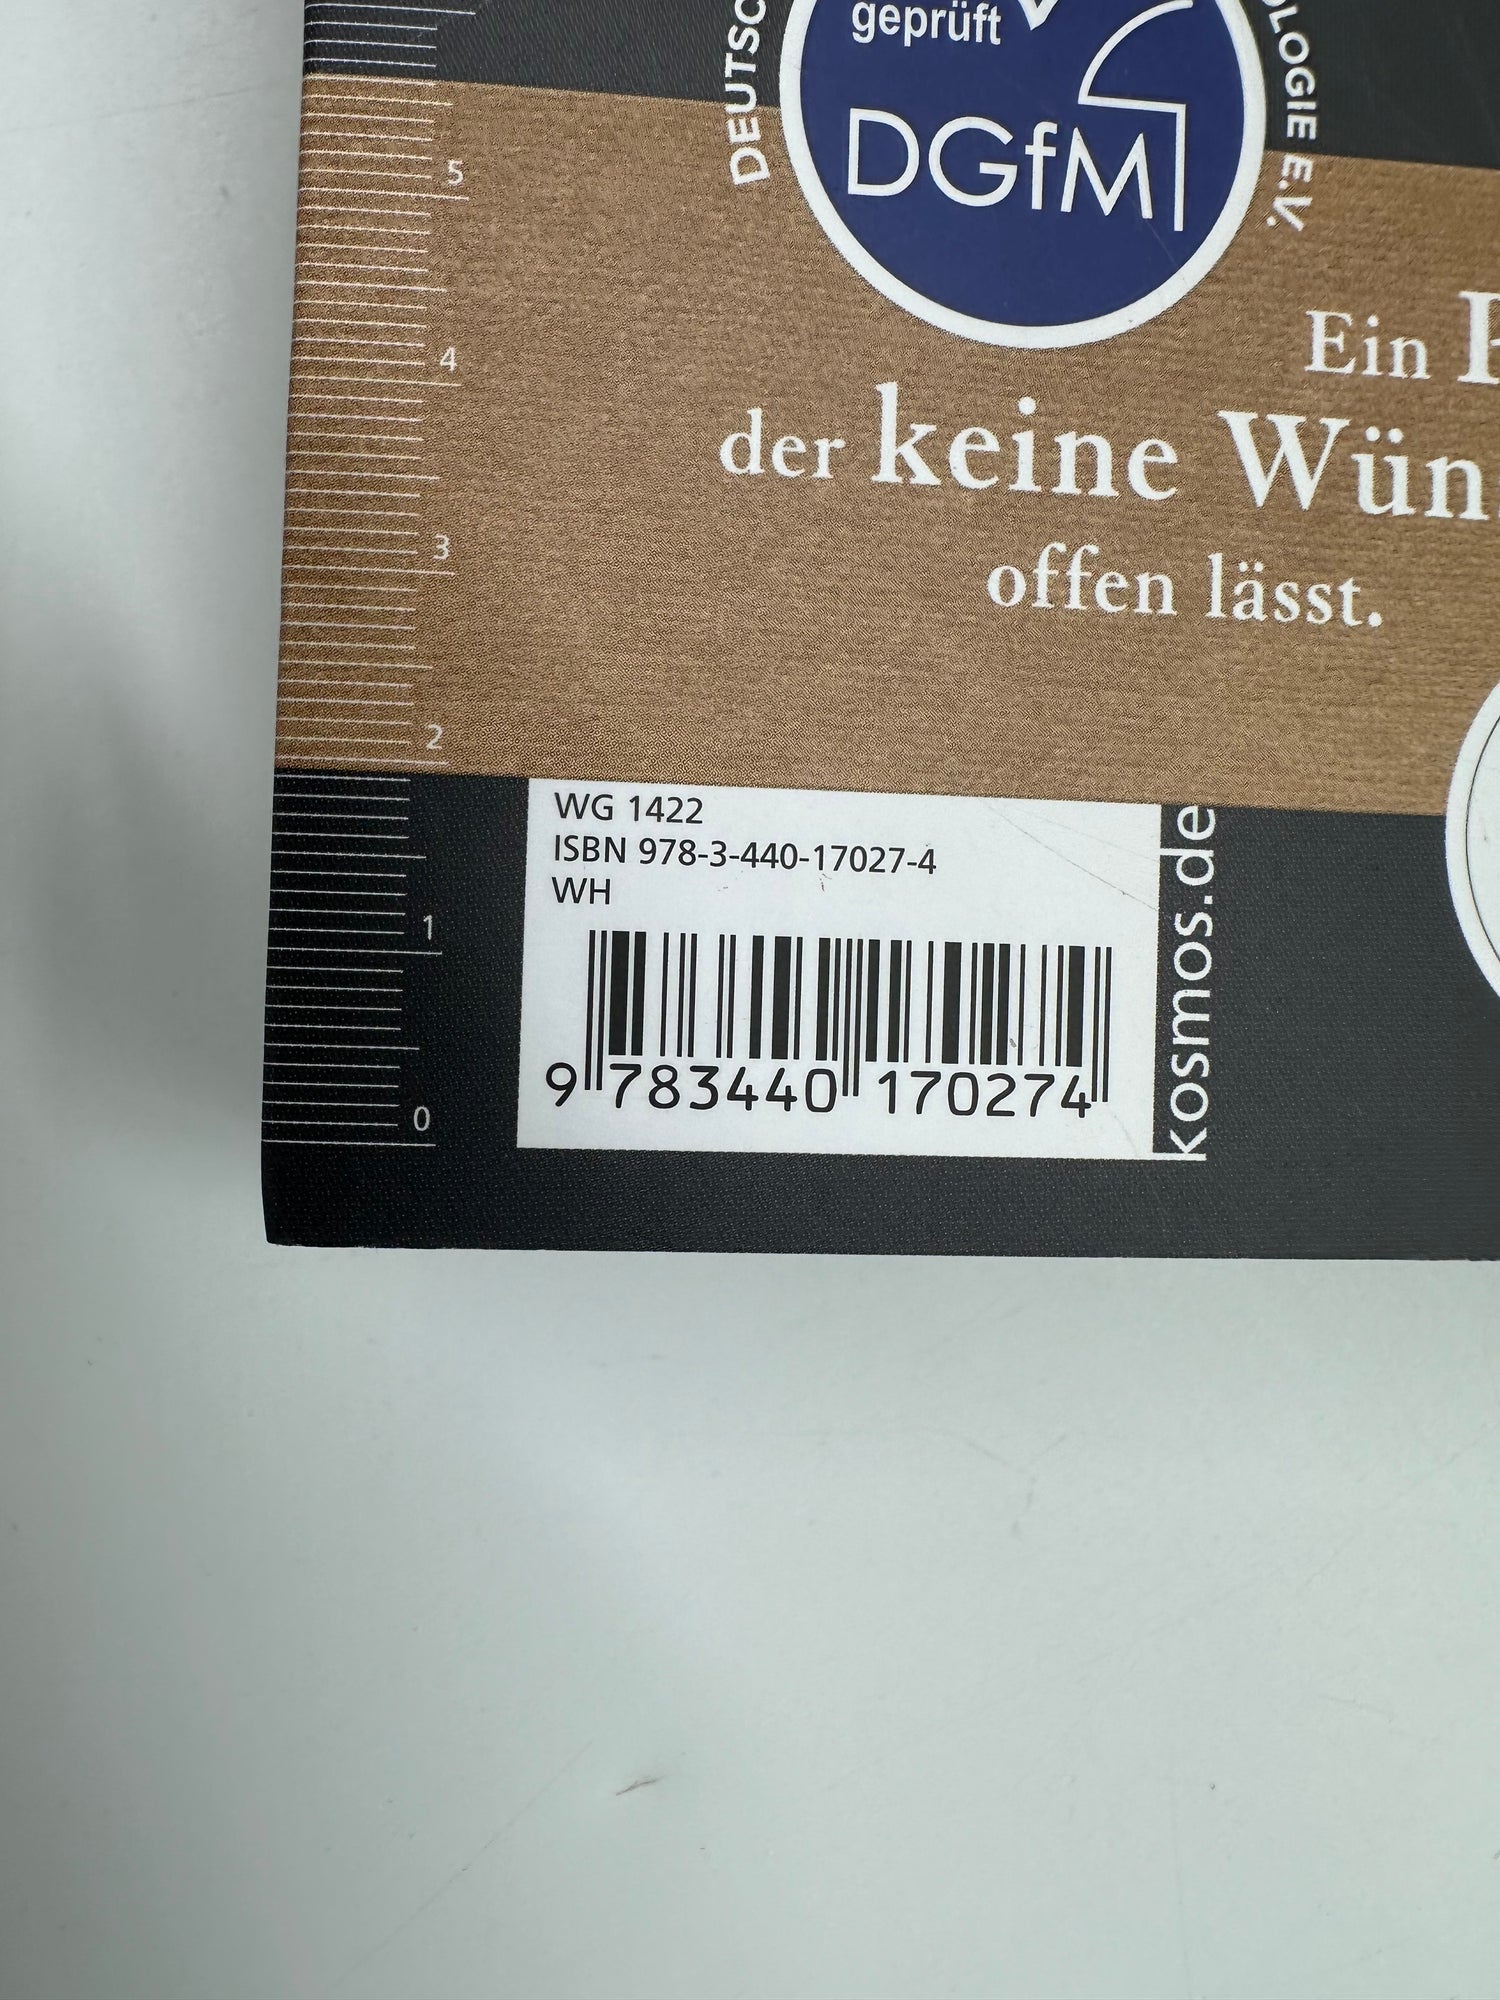 geprüft
DGfM
E.V.
Ein
der keine
offen lässt.
5
4
3
2
1
0
WG 1422
ISBN 978-3-440-17027-4
WH
9 783440 170274
kosmos.de